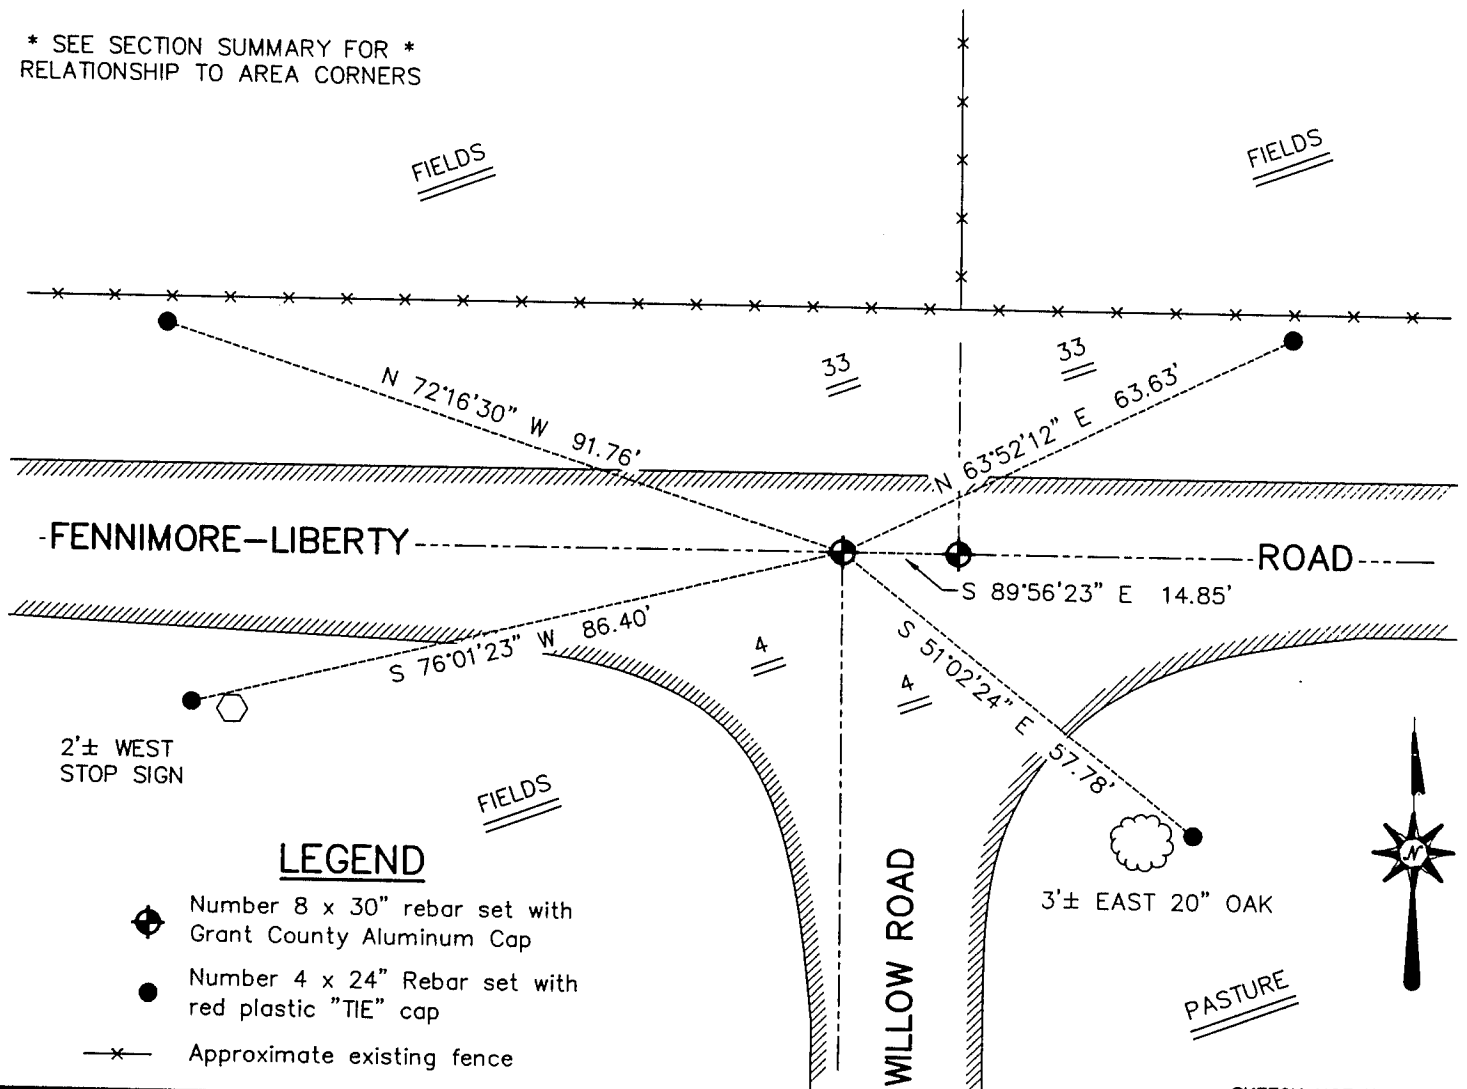 * SEE SECTION SUMMARY FOR *
RELATIONSHIP TO AREA CORNERS
FIELDS
FIELDS
33
33
N 72°16'30" W 91.76'
N 63°52'12" E 63.63'
FENNIMORE-LIBERTY
ROAD
S 89°56'23" E 14.85'
S 76°01'23" W 86.40'
4
4
S 51°02'24" E 57.78'
2'± WEST
STOP SIGN
FIELDS
LEGEND
Number 8 x 30" rebar set with
Grant County Aluminum Cap
Number 4 x 24" Rebar set with
red plastic "TIE" cap
Approximate existing fence
WILLOW ROAD
3'± EAST 20" OAK
N
PASTURE